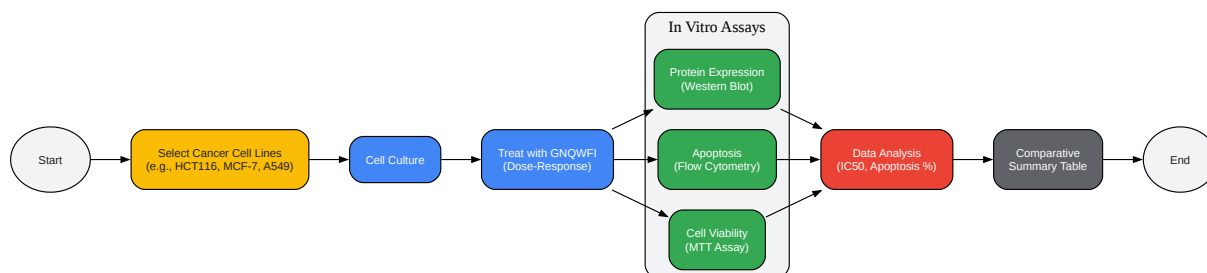 In Vitro Assays
Start
Select Cancer Cell Lines
(e.g., HCT116, MCF-7, A549)
Cell Culture
Treat with GNQWFI
(Dose-Response)
Protein Expression
(Western Blot)
Apoptosis
(Flow Cytometry)
Cell Viability
(MTT Assay)
Data Analysis
(IC50, Apoptosis %)
Comparative
Summary Table
End